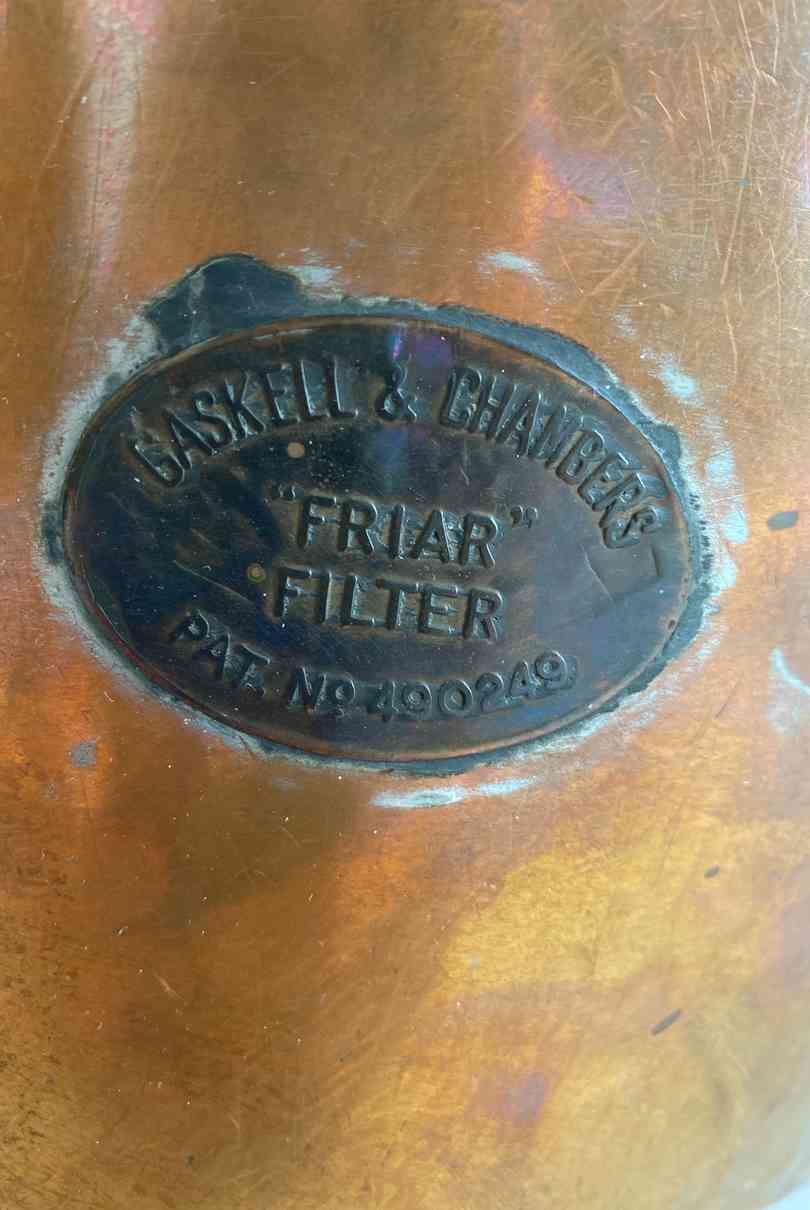 GASKELL & CHAMBERS
"FRIAR"
FILTER
PAT. No 490249